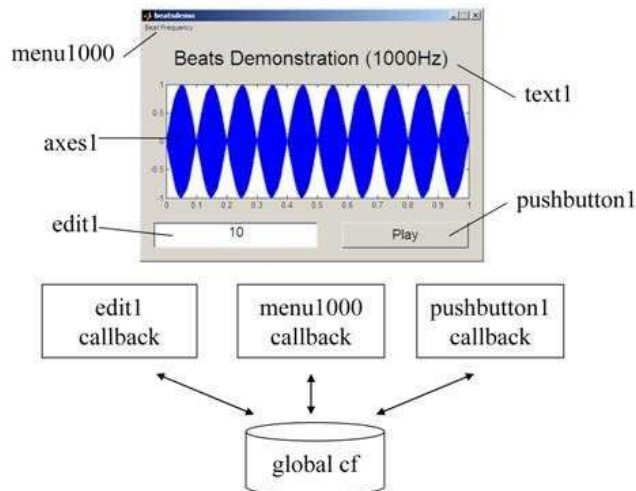 beatsdemo
Beat Frequency
menu1000
Beats Demonstration (1000Hz)
text1
1
0.5
axes1
0
-0.5
-1
0 0.1 0.2 0.3 0.4 0.5 0.6 0.7 0.8 0.9 1
pushbutton1
edit1
10
Play
edit1
callback
menu1000
callback
pushbutton1
callback
global cf